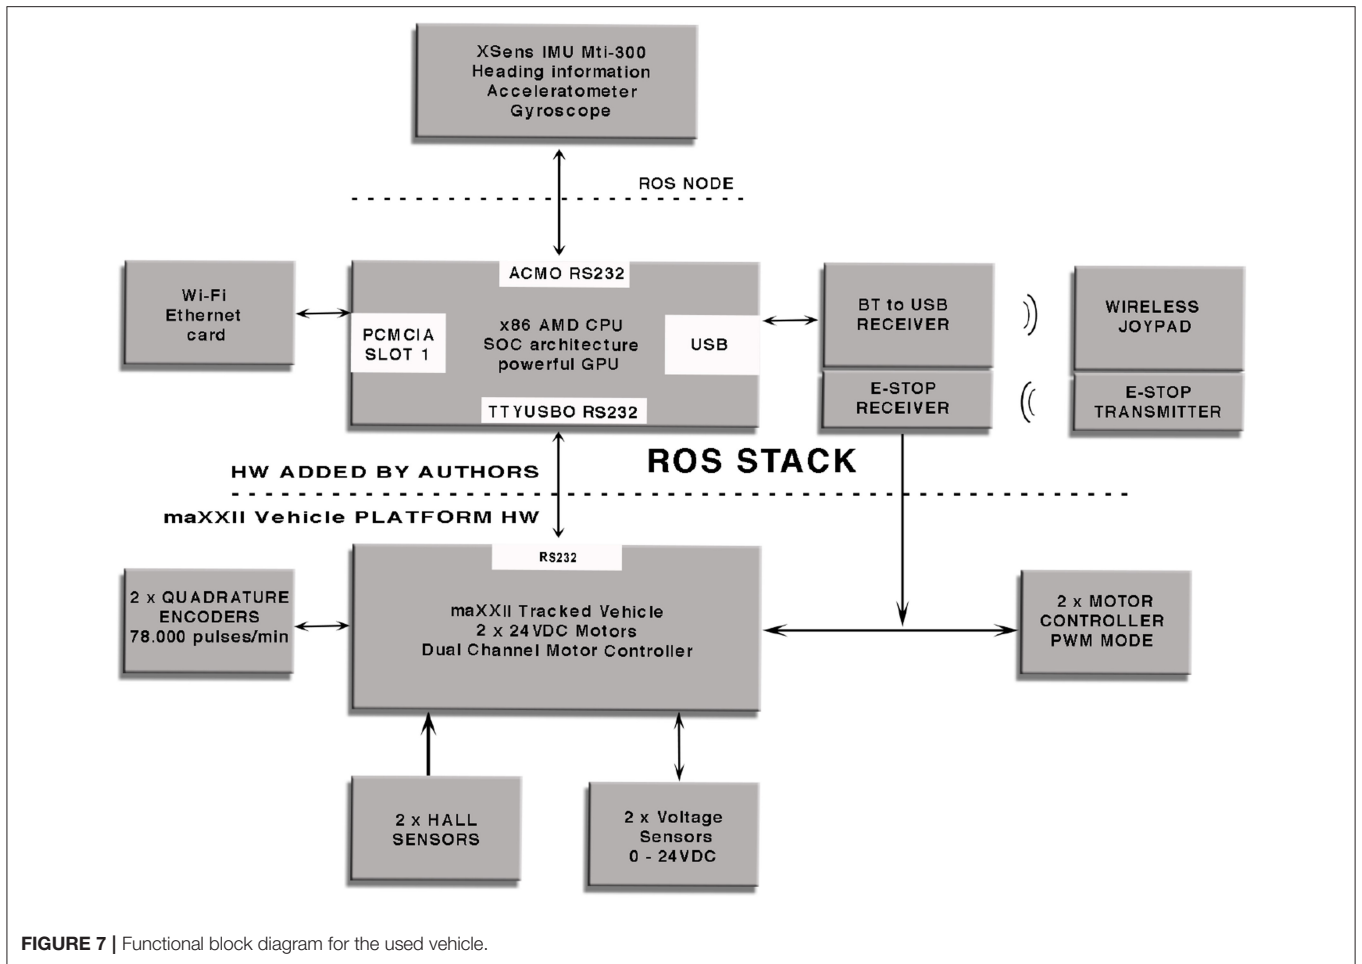 XSens IMU Mti-300
Heading information
Acceleratometer
Gyroscope
ROS NODE
Wi-Fi
Ethernet
card
ACMO RS232
PCMCIA
SLOT 1
x86 AMD CPU
SOC architecture
powerful GPU
USB
TTYUSBO RS232
BT to USB
RECEIVER
WIRELESS
JOYPAD
E-STOP
RECEIVER
E-STOP
TRANSMITTER
ROS STACK
HW ADDED BY AUTHORS
maXXII Vehicle PLATFORM HW
RS232
2 x QUADRATURE
ENCODERS
78.000 pulses/min
maXXII Tracked Vehicle
2 x 24VDC Motors
Dual Channel Motor Controller
2 x MOTOR
CONTROLLER
PWM MODE
2 x HALL
SENSORS
2 x Voltage
Sensors
0 - 24VDC
FIGURE 7 | Functional block diagram for the used vehicle.